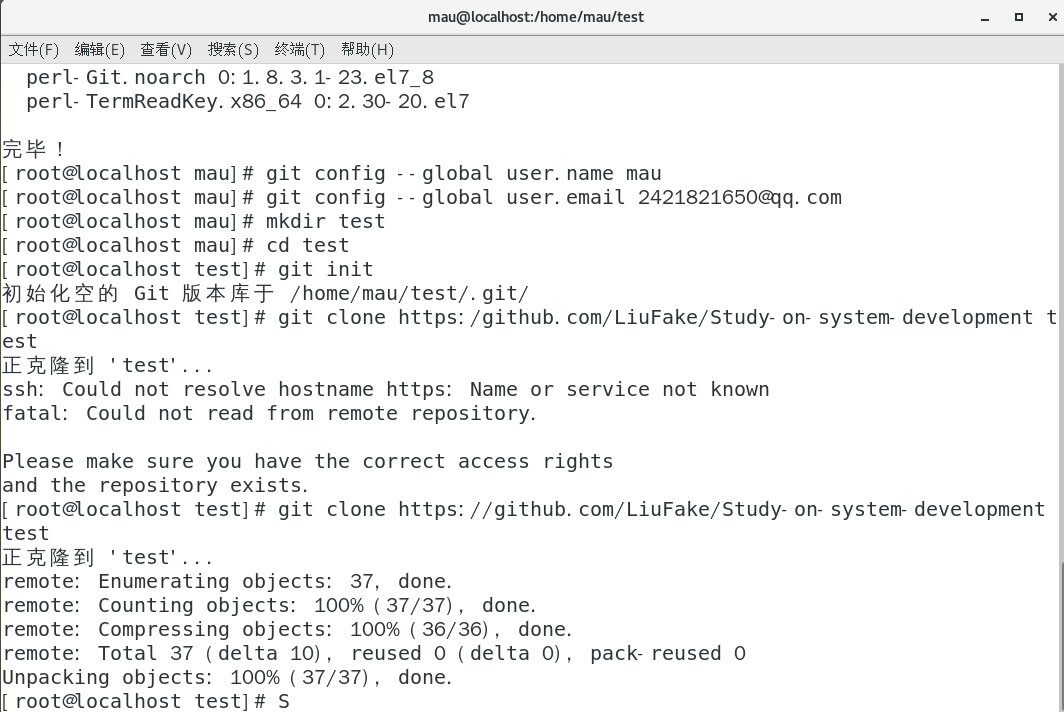 mau@localhost:/home/mau/test
文件(F) 编辑(E) 查看(V) 搜索(S) 终端(T) 帮助(H)
perl-Git.noarch 0:1.8.3.1-23.el7_8
perl-TermReadKey.x86_64 0:2.30-20.el7
完毕！
[root@localhost mau]# git config --global user.name mau
[root@localhost mau]# git config --global user.email 2421821650@qq.com
[root@localhost mau]# mkdir test
[root@localhost mau]# cd test
[root@localhost test]# git init
初始化空的 Git 版本库于 /home/mau/test/.git/
[root@localhost test]# git clone https:/github.com/LiuFake/Study-on-system-development t
est
正克隆到 'test'...
ssh: Could not resolve hostname https: Name or service not known
fatal: Could not read from remote repository.
Please make sure you have the correct access rights
and the repository exists.
[root@localhost test]# git clone https://github.com/LiuFake/Study-on-system-development
test
正克隆到 'test'...
remote: Enumerating objects: 37, done.
remote: Counting objects: 100% (37/37), done.
remote: Compressing objects: 100% (36/36), done.
remote: Total 37 (delta 10), reused 0 (delta 0), pack-reused 0
Unpacking objects: 100% (37/37), done.
[root@localhost test]# S